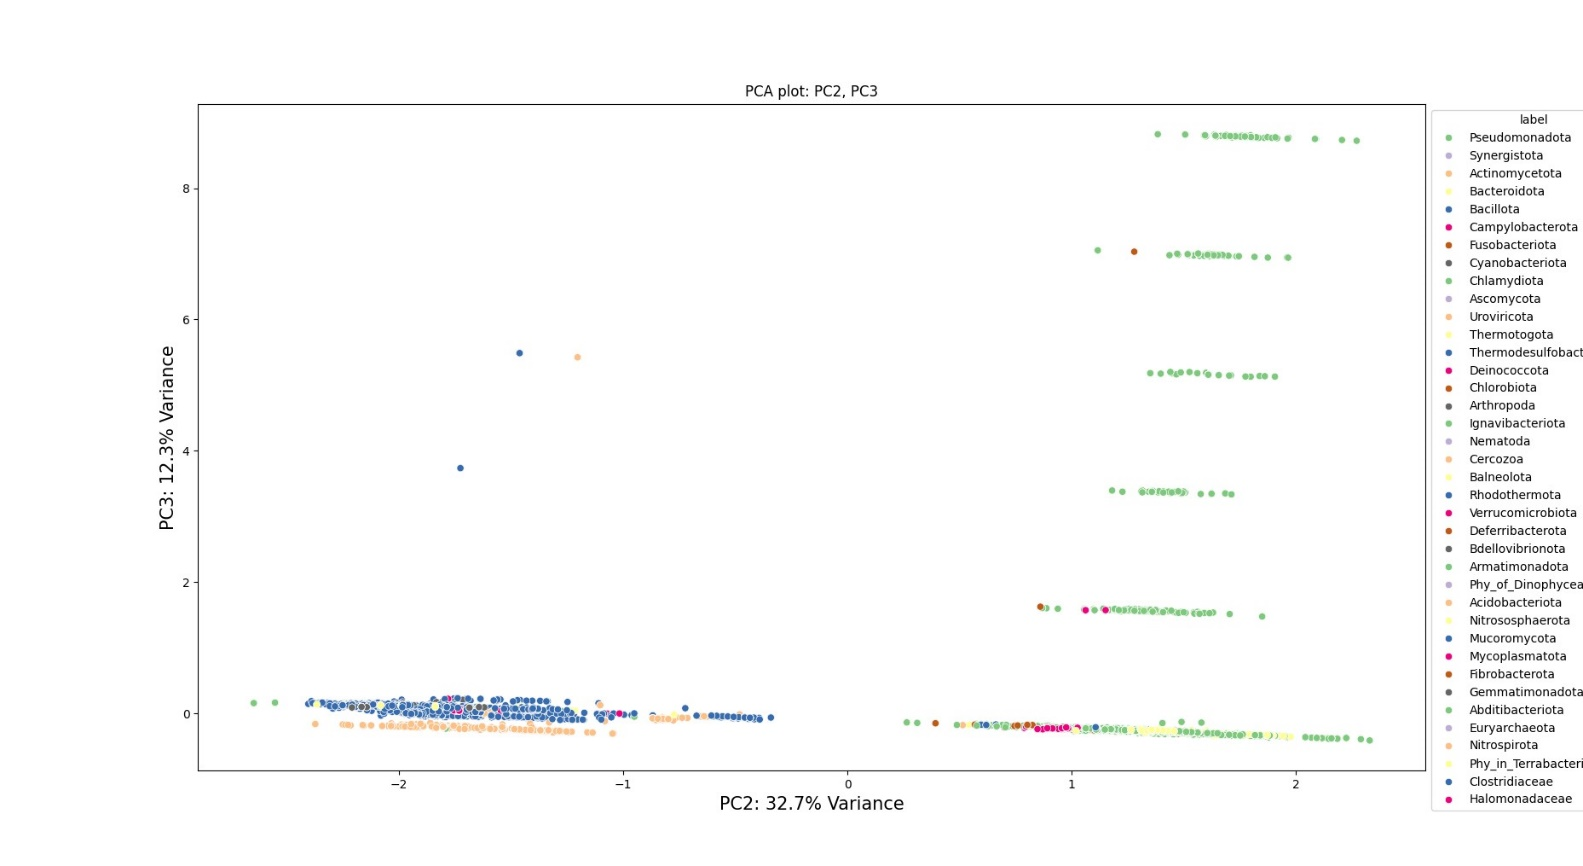 PCA plot: PC2, PC3
label
Pseudomonadota
Synergistota
Actinomycetota
Bacteroidota
Bacillota
Campylobacterota
Fusobacteriota
Cyanobacteriota
Chlamydiota
Ascomycota
Uroviricota
Thermotogota
Thermodesulfobact
Deinococcota
Chlorobiota
Arthropoda
Ignavibacteriota
Nematoda
Cercozoa
Balneolota
Rhodothermota
Verrucomicrobiota
Deferribacterota
Bdellovibrionota
Armatimonadota
Phy_of_Dinophycea
Acidobacteriota
Nitrososphaerota
Mucoromycota
Mycoplasmatota
Fibrobacterota
Gemmatimonadota
Abditibacteriota
Euryarchaeota
Nitrospirota
Phy_in_Terrabacteri
Clostridiaceae
Halomonadaceae
8
6
4
2
0
PC3: 12.3% Variance
−2 −1 0 1 2
PC2: 32.7% Variance